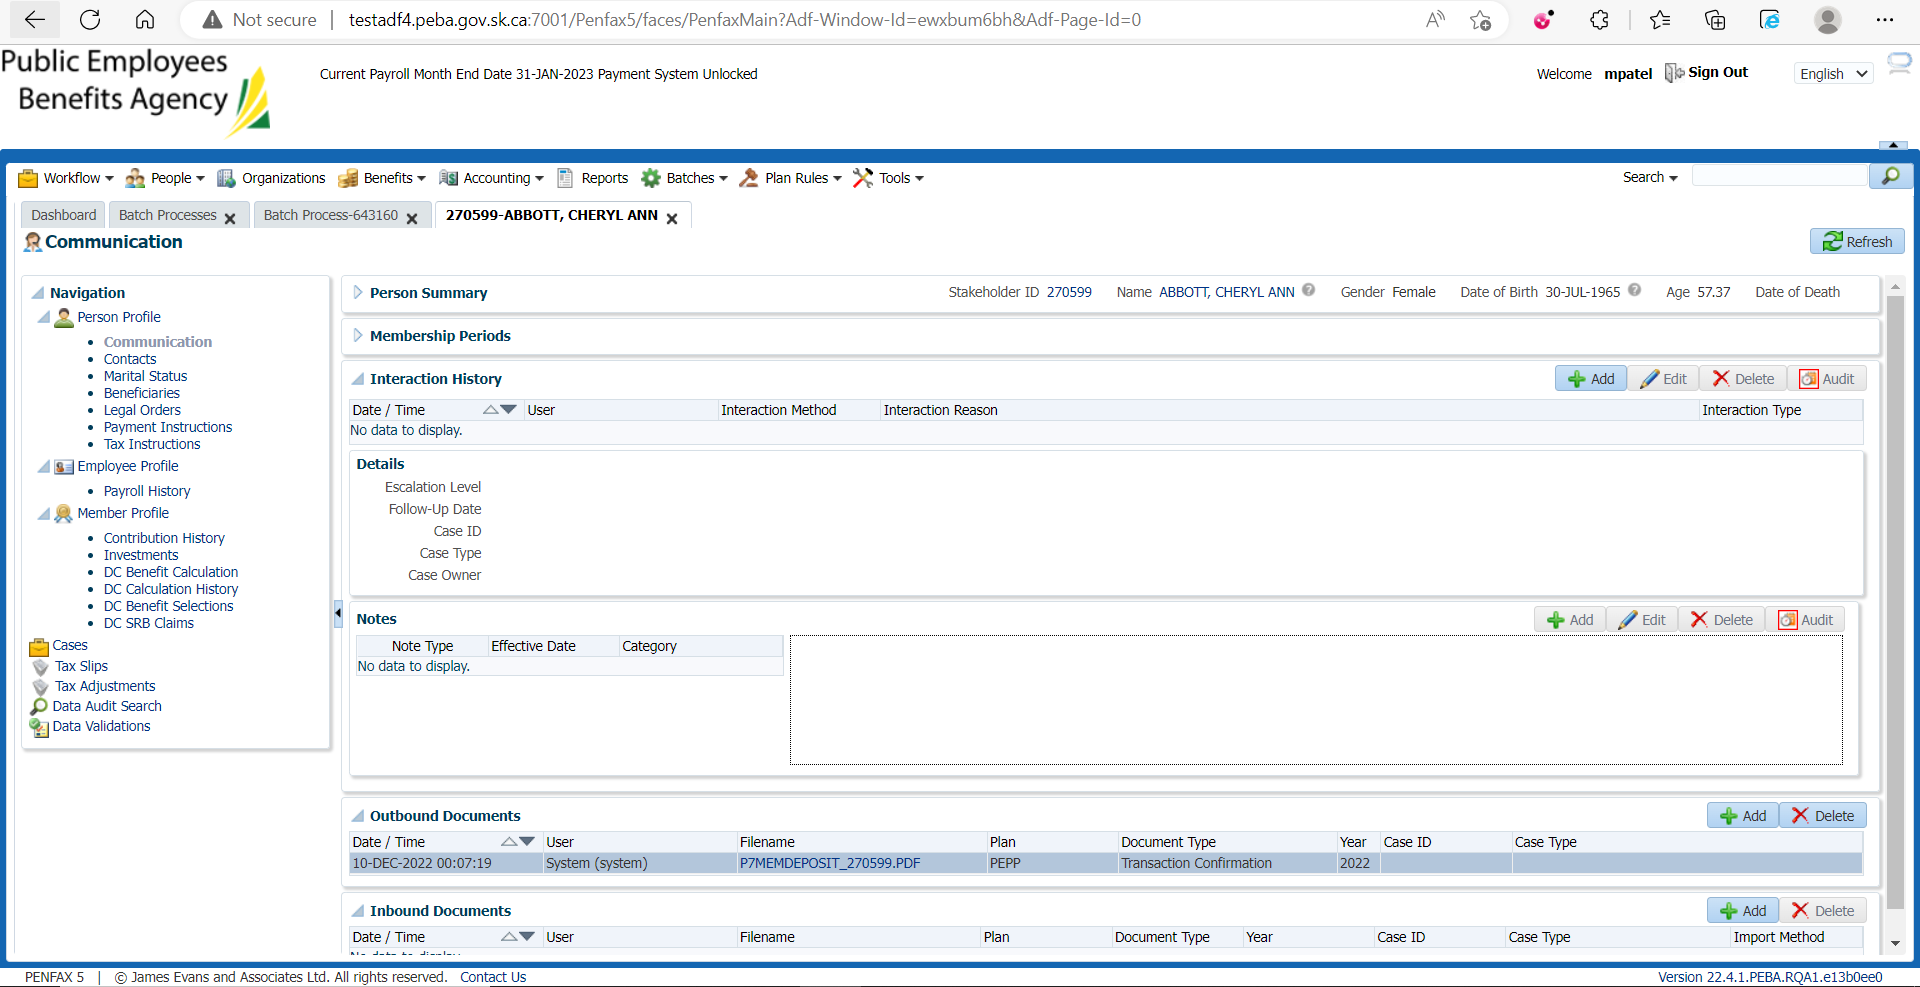 Not secure | testadf4.peba.gov.sk.ca:7001/Penfax5/faces/PenfaxMain?Adf-Window-Id=ewxbum6bh&Adf-Page-Id=0
Public Employees
Benefits Agency
Current Payroll Month End Date 31-JAN-2023 Payment System Unlocked
Welcome mpatel Sign Out English
Workflow People Organizations Benefits Accounting Reports Batches Plan Rules Tools Search
Dashboard Batch Processes Batch Process-643160 270599-ABBOTT, CHERYL ANN
Communication
Refresh
Navigation
Person Profile
Communication
Contacts
Marital Status
Beneficiaries
Legal Orders
Payment Instructions
Tax Instructions
Employee Profile
Payroll History
Member Profile
Contribution History
Investments
DC Benefit Calculation
DC Calculation History
DC Benefit Selections
DC SRB Claims
Cases
Tax Slips
Tax Adjustments
Data Audit Search
Data Validations
Person Summary Stakeholder ID 270599 Name ABBOTT, CHERYL ANN Gender Female Date of Birth 30-JUL-1965 Age 57.37 Date of Death
Membership Periods
Interaction History Add Edit Delete Audit
Date / Time User Interaction Method Interaction Reason Interaction Type
No data to display.
Details
Escalation Level
Follow-Up Date
Case ID
Case Type
Case Owner
Notes Add Edit Delete Audit
Note Type Effective Date Category
No data to display.
Outbound Documents Add Delete
Date / Time User Filename Plan Document Type Year Case ID Case Type
10-DEC-2022 00:07:19 System (system) P7MEMDEPOSIT_270599.PDF PEPP Transaction Confirmation 2022
Inbound Documents Add Delete
Date / Time User Filename Plan Document Type Year Case ID Case Type Import Method
No data to display.
PENFAX 5 | © James Evans and Associates Ltd. All rights reserved. Contact Us Version 22.4.1.PEBA.RQA1.e13b0ee0